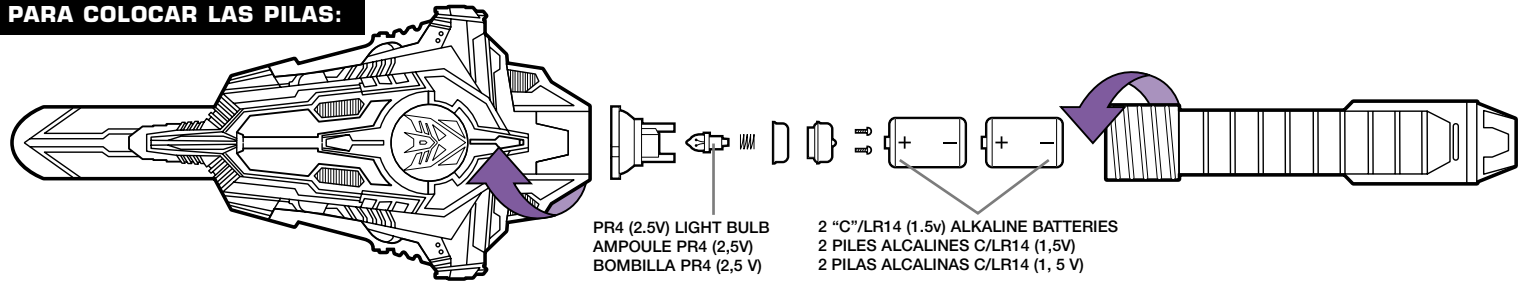 PARA COLOCAR LAS PILAS:
PR4 (2.5V) LIGHT BULB
AMPOULE PR4 (2,5V)
BOMBILLA PR4 (2,5 V)
+ –
+ –
2 “C”/LR14 (1.5v) ALKALINE BATTERIES
2 PILES ALCALINES C/LR14 (1,5V)
2 PILAS ALCALINAS C/LR14 (1, 5 V)